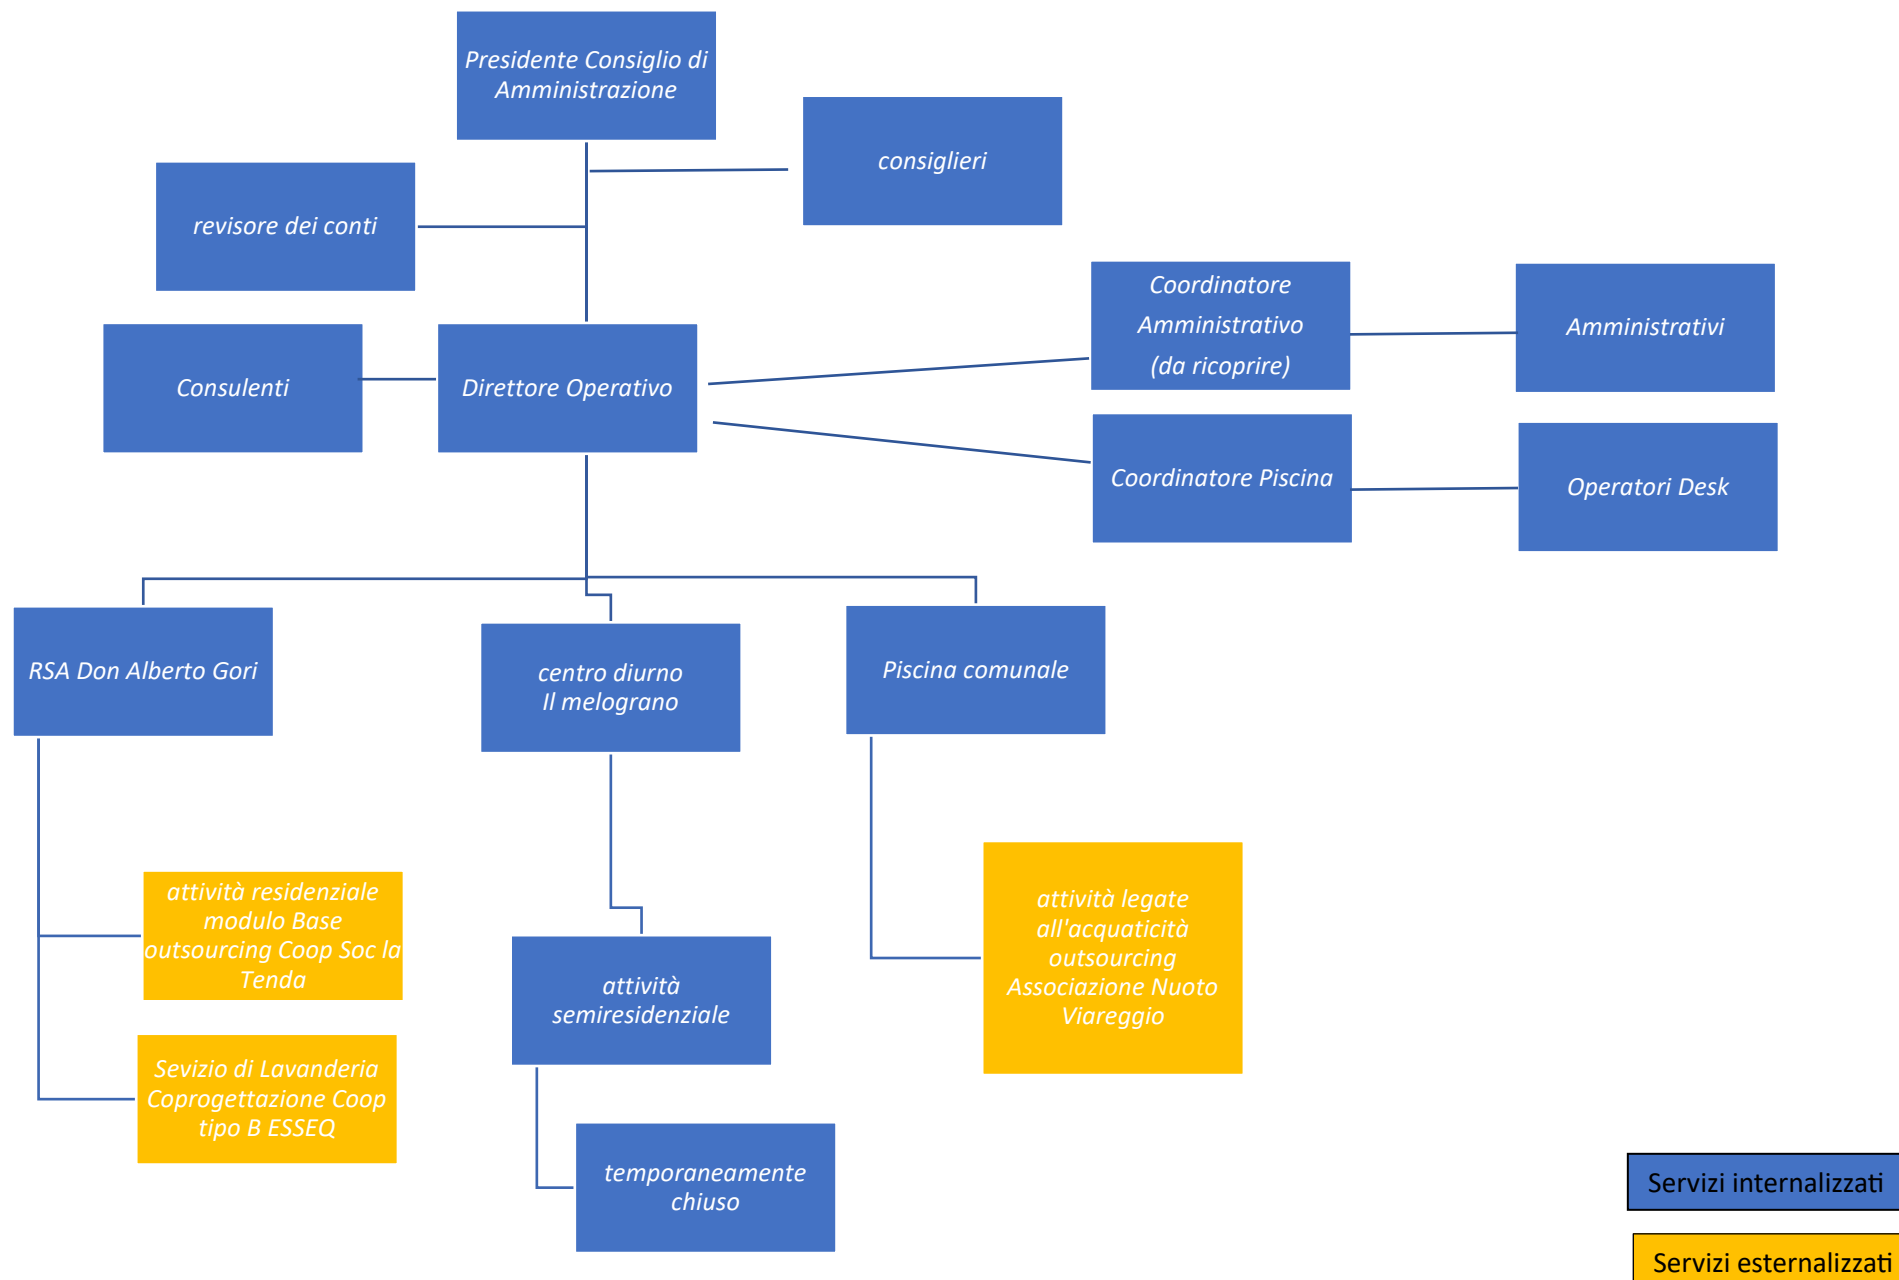 Presidente Consiglio di
Amministrazione
consiglieri
revisore dei conti
Coordinatore
Amministrativo
(da ricoprire)
Amministrativi
Consulenti
Direttore Operativo
Coordinatore Piscina
Operatori Desk
RSA Don Alberto Gori
centro diurno
Il melograno
Piscina comunale
attività residenziale
modulo Base
outsourcing Coop Soc la
Tenda
attività legate
all'acquaticità
outsourcing
Associazione Nuoto
Viareggio
attività
semiresidenziale
Sevizio di Lavanderia
Coprogettazione Coop
tipo B ESSEQ
temporaneamente
chiuso
Servizi internalizzati
Servizi esternalizzati